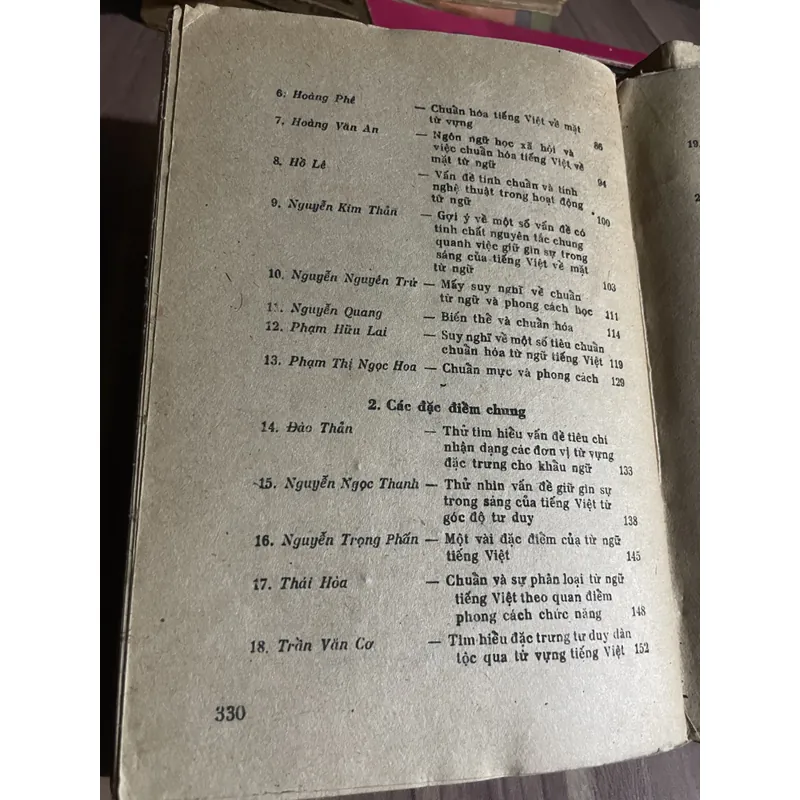 6. Hoàng Phê — Chuẩn hóa tiếng Việt về mặt
từ vựng 86
7. Hoàng Văn An — Ngôn ngữ học xã hội và
việc chuẩn hóa tiếng Việt về
mặt từ ngữ 94
8. Hồ Lê — Vấn đề tính chuẩn và tính
nghệ thuật trong hoạt động
từ ngữ 100
9. Nguyễn Kim Thản — Gợi ý về một số vấn đề có
tính chất nguyên tắc chung
quanh việc giữ gìn sự trong
sáng của tiếng Việt về mặt
từ ngữ 103
10. Nguyễn Nguyên Trứ — Mấy suy nghĩ về chuẩn
từ ngữ và phong cách học 111
11. Nguyễn Quang — Biến thể và chuẩn hóa 114
12. Phạm Hữu Lai — Suy nghĩ về một số tiêu chuẩn
chuẩn hóa từ ngữ tiếng Việt 119
13. Phạm Thị Ngọc Hoa — Chuẩn mực và phong cách 129
2. Các đặc điểm chung
14. Đào Thản — Thử tìm hiểu vấn đề tiêu chí
nhận dạng các đơn vị từ vựng
đặc trưng cho khẩu ngữ 133
15. Nguyễn Ngọc Thanh — Thử nhìn vấn đề giữ gìn sự
trong sáng của tiếng Việt từ
góc độ tư duy 138
16. Nguyễn Trọng Phấn — Một vài đặc điểm của từ ngữ
tiếng Việt 145
17. Thái Hòa — Chuẩn và sự phân loại từ ngữ
tiếng Việt theo quan điểm
phong cách chức năng 148
18. Trần Văn Cơ — Tìm hiểu đặc trưng tư duy dân
tộc qua từ vựng tiếng Việt 152
330
19.
2